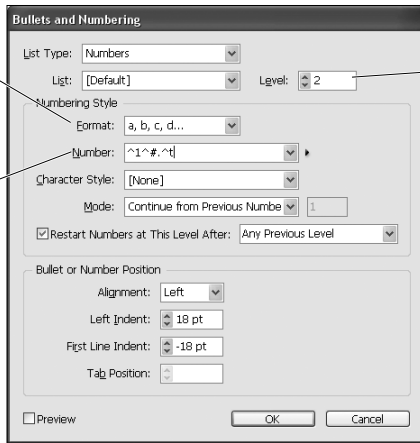 Bullets and Numbering
List Type: Numbers
List: [Default] Level: 2
Numbering Style
Format: a, b, c, d...
Number: ^1^#.^t
Character Style: [None]
Mode: Continue from Previous Numbe 1
Restart Numbers at This Level After: Any Previous Level
Bullet or Number Position
Alignment: Left
Left Indent: 18 pt
First Line Indent: -18 pt
Tab Position:
Preview OK Cancel